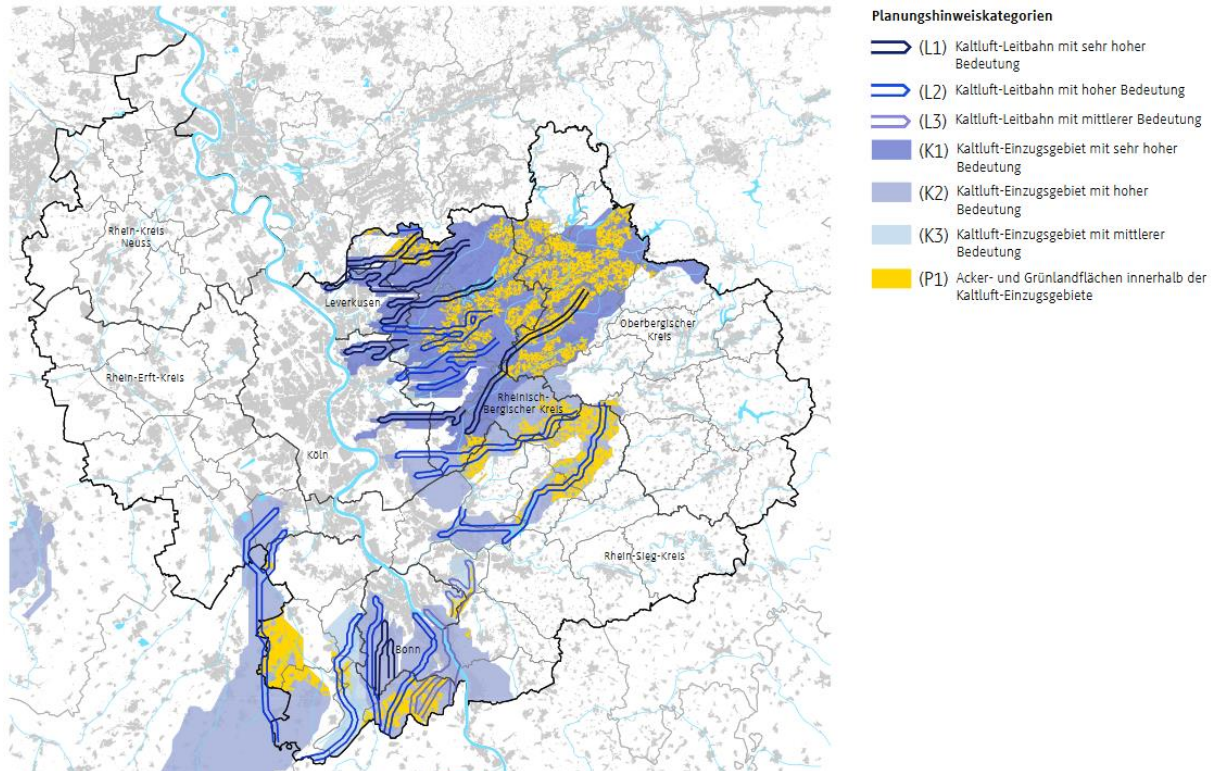 Planungshinweiskategorien
(L1) Kaltluft-Leitbahn mit sehr hoher
Bedeutung
(L2) Kaltluft-Leitbahn mit hoher Bedeutung
(L3) Kaltluft-Leitbahn mit mittlerer Bedeutung
(K1) Kaltluft-Einzugsgebiet mit sehr hoher
Bedeutung
(K2) Kaltluft-Einzugsgebiet mit hoher
Bedeutung
(K3) Kaltluft-Einzugsgebiet mit mittlerer
Bedeutung
(P1) Acker- und Grünlandflächen innerhalb der
Kaltluft-Einzugsgebiete
Rhein-Kreis
Neuss
Leverkusen
Oberbergischer
Kreis
Rhein-Erft-Kreis
Rheinisch-
Bergischer Kreis
Köln
Rhein-Sieg-Kreis
Bonn